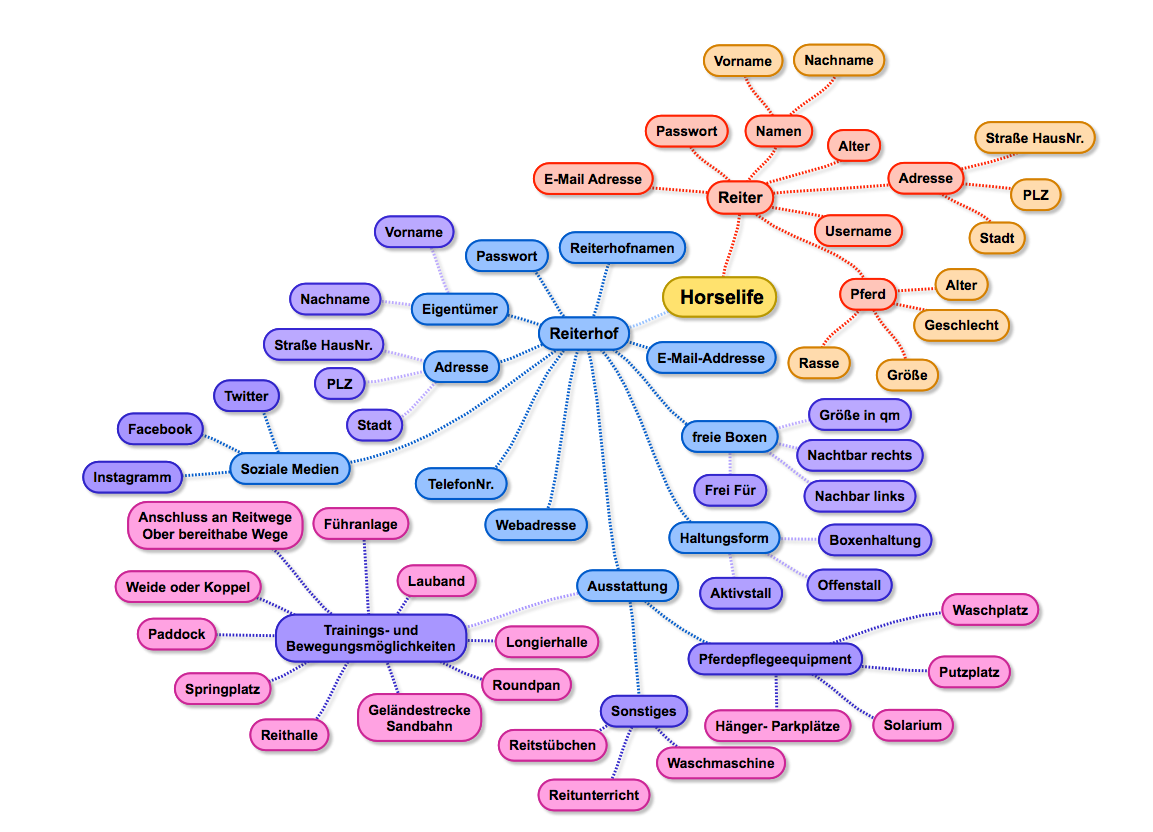 Vorname
Nachname
Passwort
Namen
Alter
Straße HausNr.
E-Mail Adresse
Adresse
Reiter
PLZ
Username
Stadt
Vorname
Passwort
Reiterhofnamen
Horselife
Pferd
Alter
Nachname
Eigentümer
Geschlecht
Reiterhof
Straße HausNr.
E-Mail-Addresse
Rasse
Größe
Adresse
PLZ
Twitter
Stadt
Facebook
freie Boxen
Größe in qm
Nachtbar rechts
Instagramm
Soziale Medien
TelefonNr.
Frei Für
Nachbar links
Anschluss an Reitwege
Ober bereithabe Wege
Führanlage
Webadresse
Haltungsform
Boxenhaltung
Weide oder Koppel
Lauband
Ausstattung
Aktivstall
Offenstall
Waschplatz
Paddock
Trainings- und
Bewegungsmöglichkeiten
Longierhalle
Pferdepflegeequipment
Putzplatz
Springplatz
Roundpan
Geländestrecke
Sandbahn
Sonstiges
Hänger- Parkplätze
Solarium
Reithalle
Reitstübchen
Waschmaschine
Reitunterricht